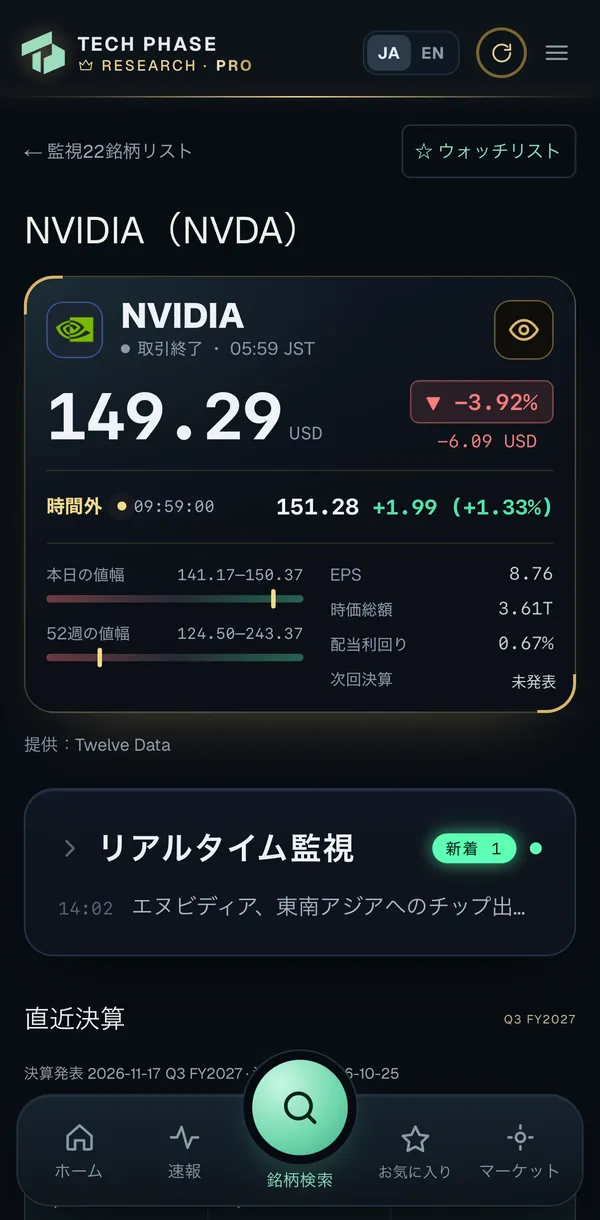 TECH PHASE
RESEARCH · PRO
JA EN
← 監視22銘柄リスト
☆ ウォッチリスト
NVIDIA（NVDA）
NVIDIA
取引終了 · 05:59 JST
149.29 USD
▼ −3.92%
−6.09 USD
時間外 09:59:00 151.28 +1.99 (+1.33%)
本日の値幅 141.17–150.37
52週の値幅 124.50–243.37
EPS 8.76
時価総額 3.61T
配当利回り 0.67%
次回決算 未発表
提供：Twelve Data
リアルタイム監視
新着 1
14:02 エヌビディア、東南アジアへのチップ出…
直近決算
Q3 FY2027
決算発表 2026-11-17 Q3 FY2027 · 6-10-25
ホーム
速報
銘柄検索
お気に入り
マーケット